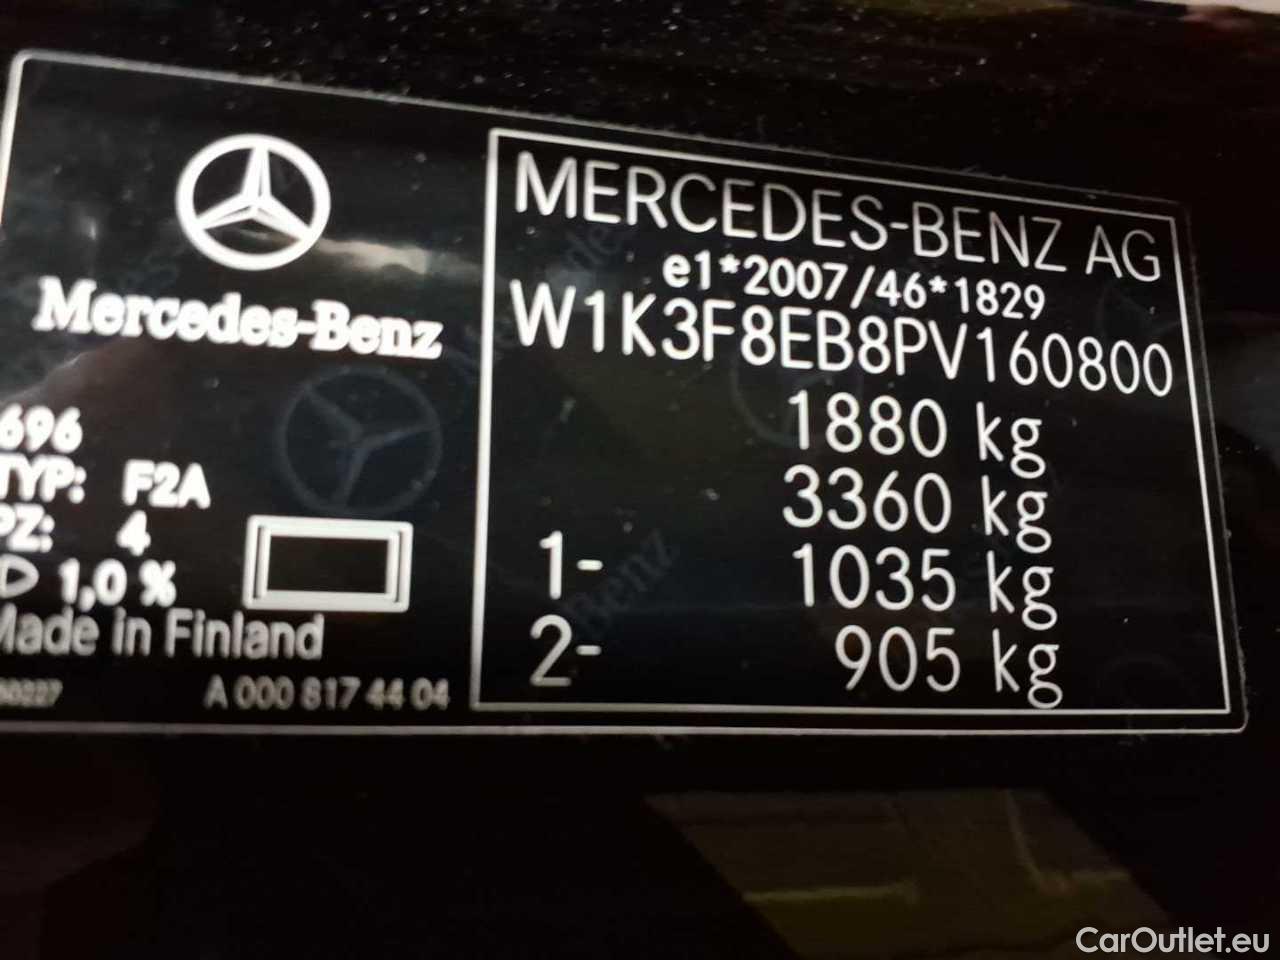 Mercedes-Benz
696
TYP: F2A
PZ: 4
1,0 %
Made in Finland
A 000 817 44 04
MERCEDES-BENZ AG
e1*2007/46*1829
W1K3F8EB8PV160800
1880 kg
3360 kg
1- 1035 kg
2- 905 kg
CarOutlet.eu